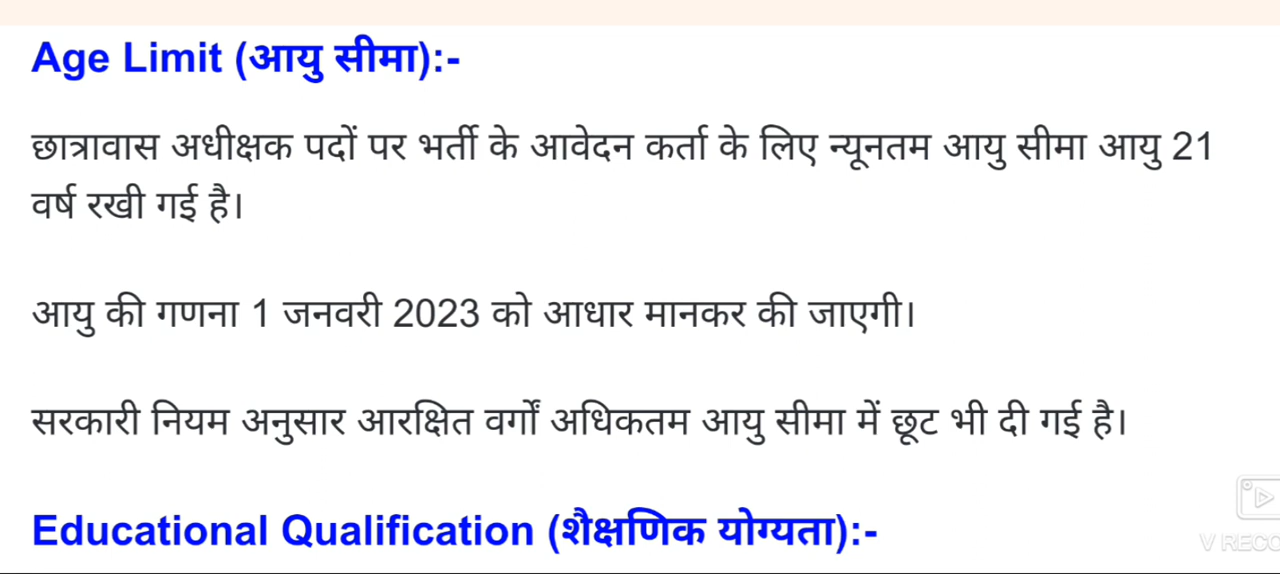 Age Limit (आयु सीमा):-
छात्रावास अधीक्षक पदों पर भर्ती के आवेदन कर्ता के लिए न्यूनतम आयु सीमा आयु 21
वर्ष रखी गई है।
आयु की गणना 1 जनवरी 2023 को आधार मानकर की जाएगी।
सरकारी नियम अनुसार आरक्षित वर्गों अधिकतम आयु सीमा में छूट भी दी गई है।
Educational Qualification (शैक्षणिक योग्यता):-
V RECO